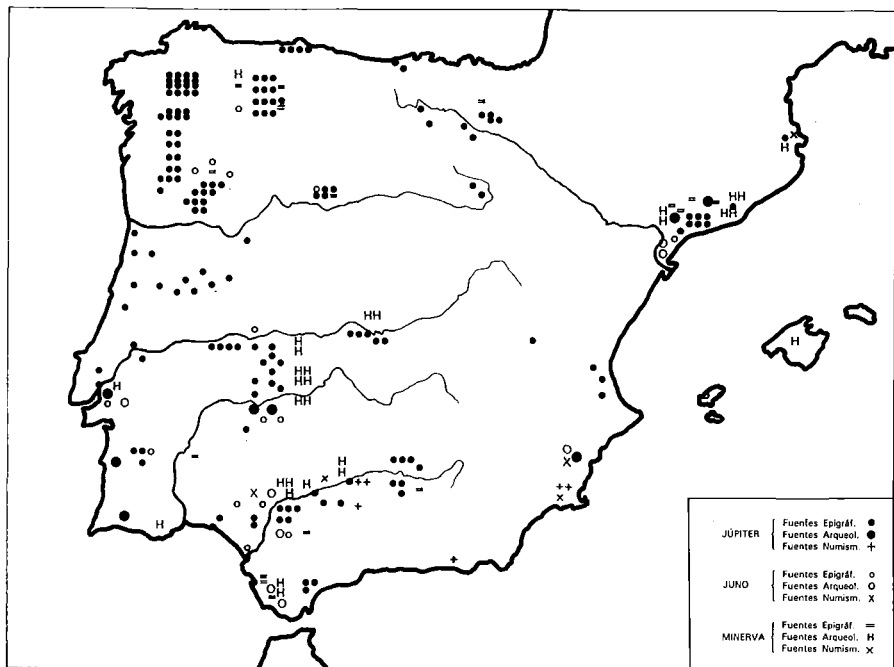 JÚPITER { Fuentes Epigráf. ●
Fuentes Arqueol. ●
Fuentes Numism. +
JUNO { Fuentes Epigráf. o
Fuentes Arqueol. O
Fuentes Numism. X
MINERVA { Fuentes Epigráf. =
Fuentes Arqueol. H
Fuentes Numism. X